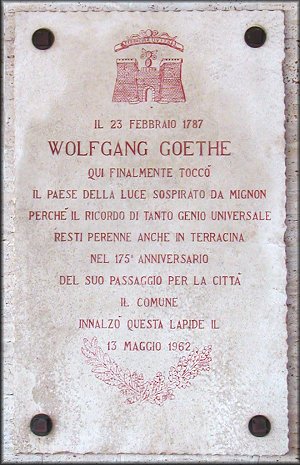 IL 23 FEBBRAIO 1787
WOLFGANG GOETHE
QUI FINALMENTE TOCCÒ
IL PAESE DELLA LUCE SOSPIRATO DA MIGNON
PERCHÉ IL RICORDO DI TANTO GENIO UNIVERSALE
RESTI PERENNE ANCHE IN TERRACINA
NEL 175° ANNIVERSARIO
DEL SUO PASSAGGIO PER LA CITTÀ
IL COMUNE
INNALZÒ QUESTA LAPIDE IL
13 MAGGIO 1962